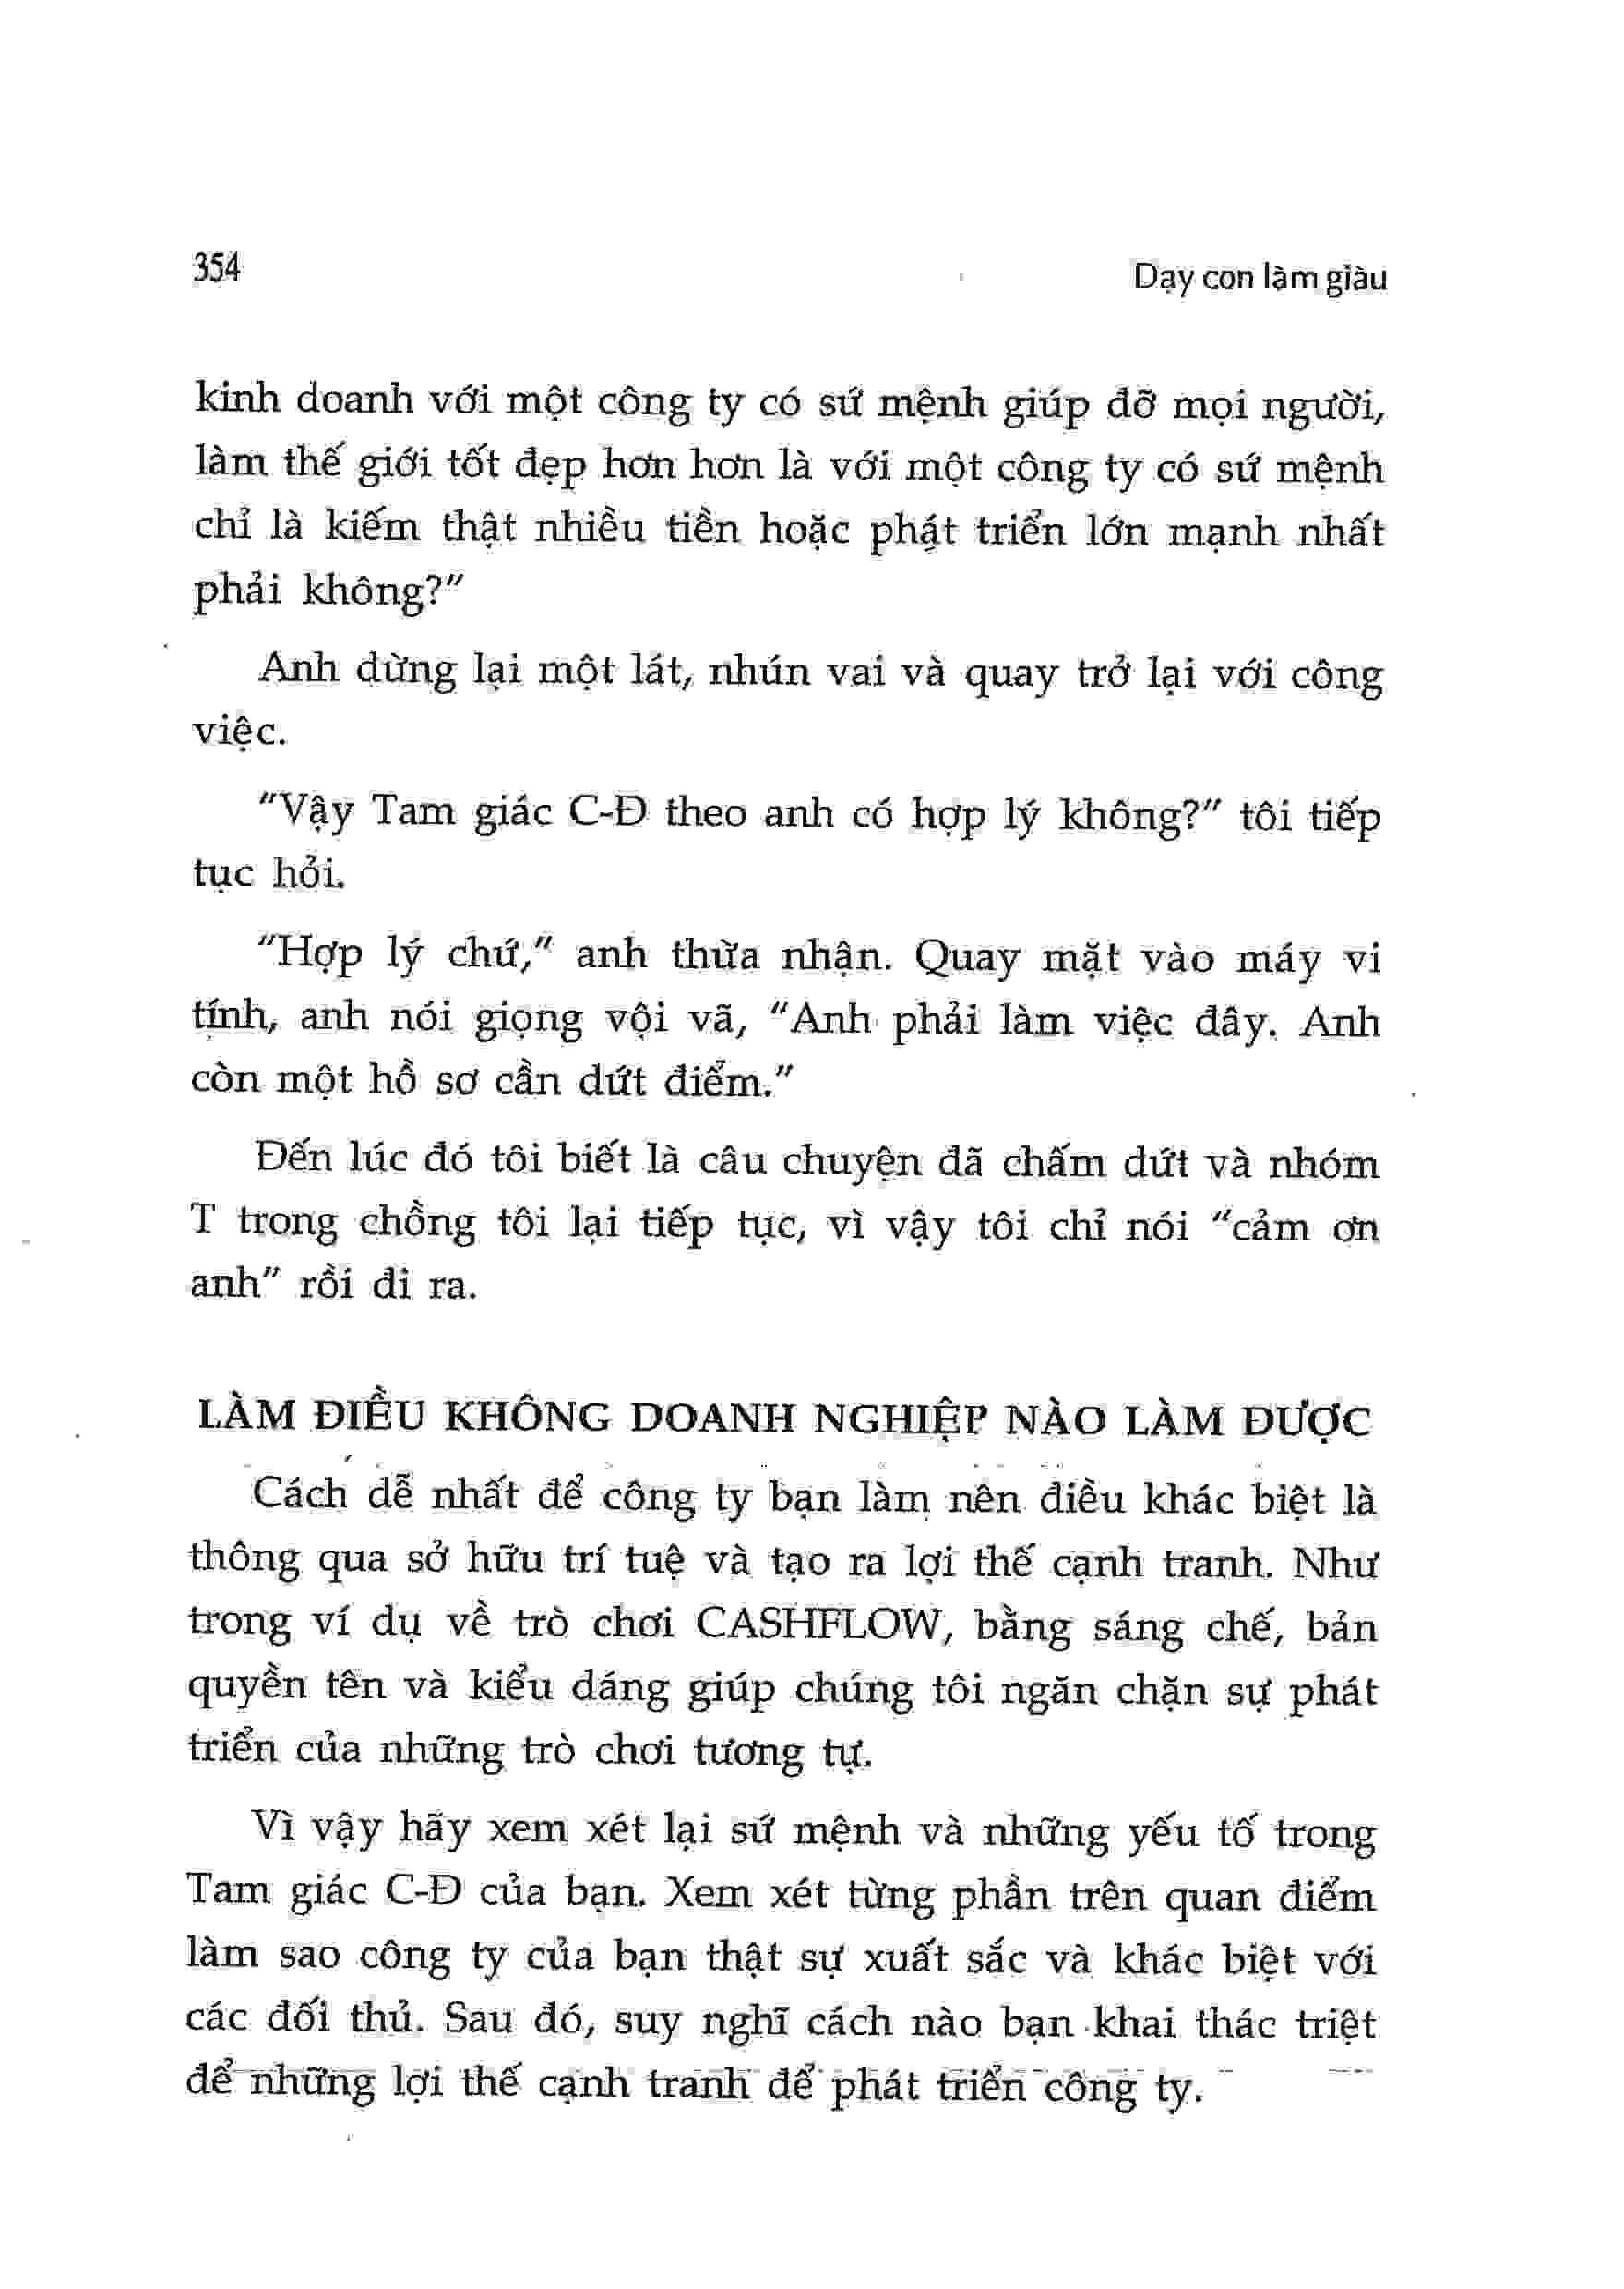 354
Dạy con làm giàu
kinh doanh với một công ty có sứ mệnh giúp đỡ mọi người,
làm thế giới tốt đẹp hơn hơn là với một công ty có sứ mệnh
chỉ là kiếm thật nhiều tiền hoặc phát triển lớn mạnh nhất
phải không?"
Anh dừng lại một lát, nhún vai và quay trở lại với công
việc.
"Vậy Tam giác C-Đ theo anh có hợp lý không?" tôi tiếp
tục hỏi.
"Hợp lý chứ," anh thừa nhận. Quay mặt vào máy vi
tính, anh nói giọng vội vã, "Anh phải làm việc đây. Anh
còn một hồ sơ cần dứt điểm."
Đến lúc đó tôi biết là câu chuyện đã chấm dứt và nhóm
T trong chồng tôi lại tiếp tục, vì vậy tôi chỉ nói "cảm ơn
anh" rồi đi ra.
LÀM ĐIỀU KHÔNG DOANH NGHIỆP NÀO LÀM ĐƯỢC
Cách dễ nhất để công ty bạn làm nên điều khác biệt là
thông qua sở hữu trí tuệ và tạo ra lợi thế cạnh tranh. Như
trong ví dụ về trò chơi CASHFLOW, bằng sáng chế, bản
quyền tên và kiểu dáng giúp chúng tôi ngăn chặn sự phát
triển của những trò chơi tương tự.
Vì vậy hãy xem xét lại sứ mệnh và những yếu tố trong
Tam giác C-Đ của bạn. Xem xét từng phần trên quan điểm
làm sao công ty của bạn thật sự xuất sắc và khác biệt với
các đối thủ. Sau đó, suy nghĩ cách nào bạn khai thác triệt
để những lợi thế cạnh tranh để phát triển công ty.